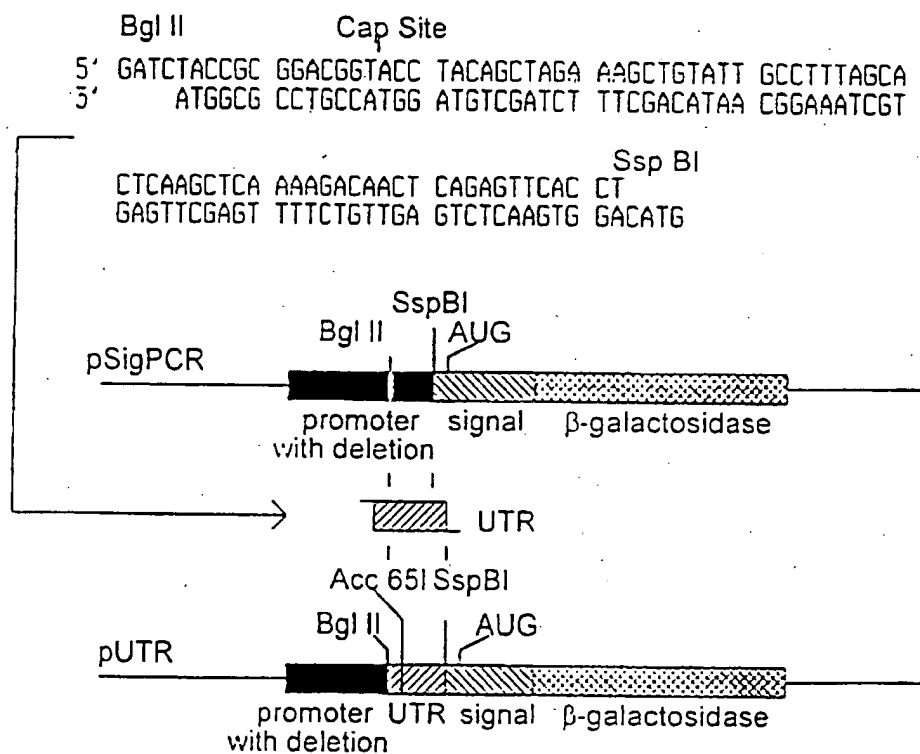 Bgl II Cap Site
5' GATCTACCGC GGACGGTACC TACAGCTAGA AAGCTGTATT GCCTTTAGCA
3' ATGGCG CCTGCCATGG ATGTCGATCT TTCGACATAA CGGAAATCGT
Ssp BI
CTCAAGCTCA AAAGACAACT CAGAGTTCAC CT
GAGTTCGAGT TTTCTGTTGA GTCTCAAGTG GACATG
SspBI
Bgl II AUG
pSigPCR
promoter signal β-galactosidase
with deletion
UTR
Acc 65I SspBI
Bgl II AUG
pUTR
promoter UTR signal β-galactosidase
with deletion